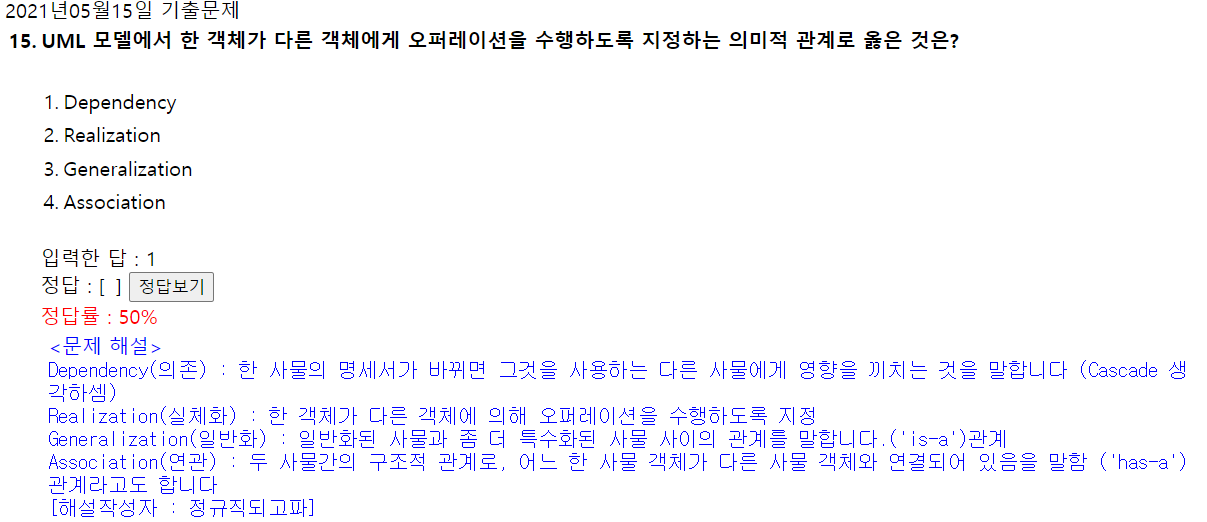 2021년05월15일 기출문제
15. UML 모델에서 한 객체가 다른 객체에게 오퍼레이션을 수행하도록 지정하는 의미적 관계로 옳은 것은?
1. Dependency
2. Realization
3. Generalization
4. Association
입력한 답 : 1
정답 : [ ] 정답보기
정답률 : 50%
<문제 해설>
Dependency(의존) : 한 사물의 명세서가 바뀌면 그것을 사용하는 다른 사물에게 영향을 끼치는 것을 말합니다 (Cascade 생
각하셈)
Realization(실체화) : 한 객체가 다른 객체에 의해 오퍼레이션을 수행하도록 지정
Generalization(일반화) : 일반화된 사물과 좀 더 특수화된 사물 사이의 관계를 말합니다.('is-a')관계
Association(연관) : 두 사물간의 구조적 관계로, 어느 한 사물 객체가 다른 사물 객체와 연결되어 있음을 말함 ('has-a')
관계라고도 합니다
[해설작성자 : 정규직되고파]